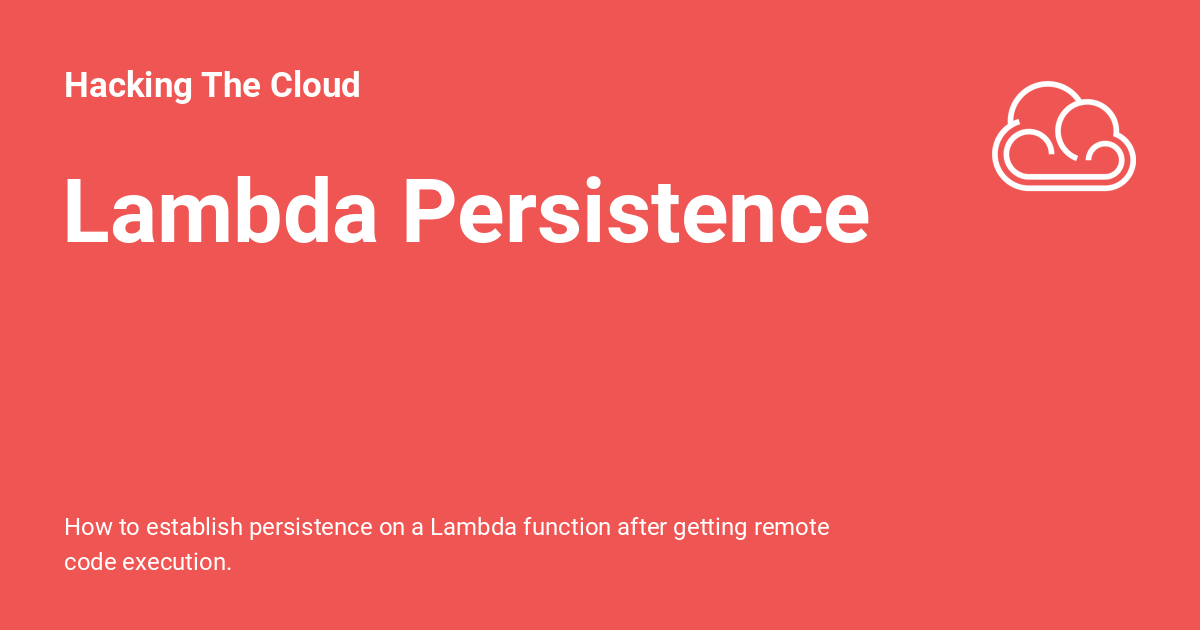 Hacking The Cloud
Lambda Persistence
How to establish persistence on a Lambda function after getting remote
code execution.